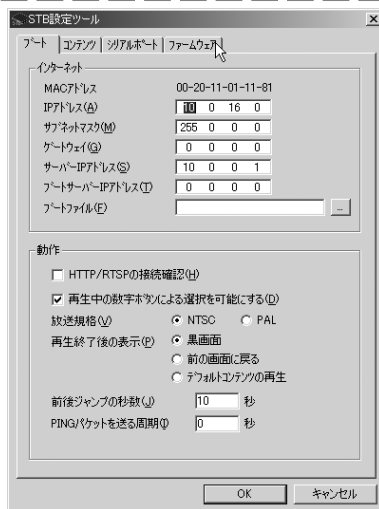 STB設定ツール
ブート コンテンツ シリアルポート ファームウェア
インターネット
MACアドレス 00-20-11-01-11-81
IPアドレス(A) 10 0 16 0
サブネットマスク(M) 255 0 0 0
ゲートウェイ(G) 0 0 0 0
サーバーIPアドレス(S) 10 0 0 1
ブートサーバーIPアドレス(T) 0 0 0 0
ブートファイル(F) ...
動作
HTTP/RTSPの接続確認(H)
再生中の数字ボタンによる選択を可能にする(D)
放送規格(V) NTSC PAL
再生終了後の表示(P) 黒画面
前の画面に戻る
デフォルトコンテンツの再生
前後ジャンプの秒数(J) 10 秒
PINGパケットを送る周期(I) 0 秒
OK キャンセル